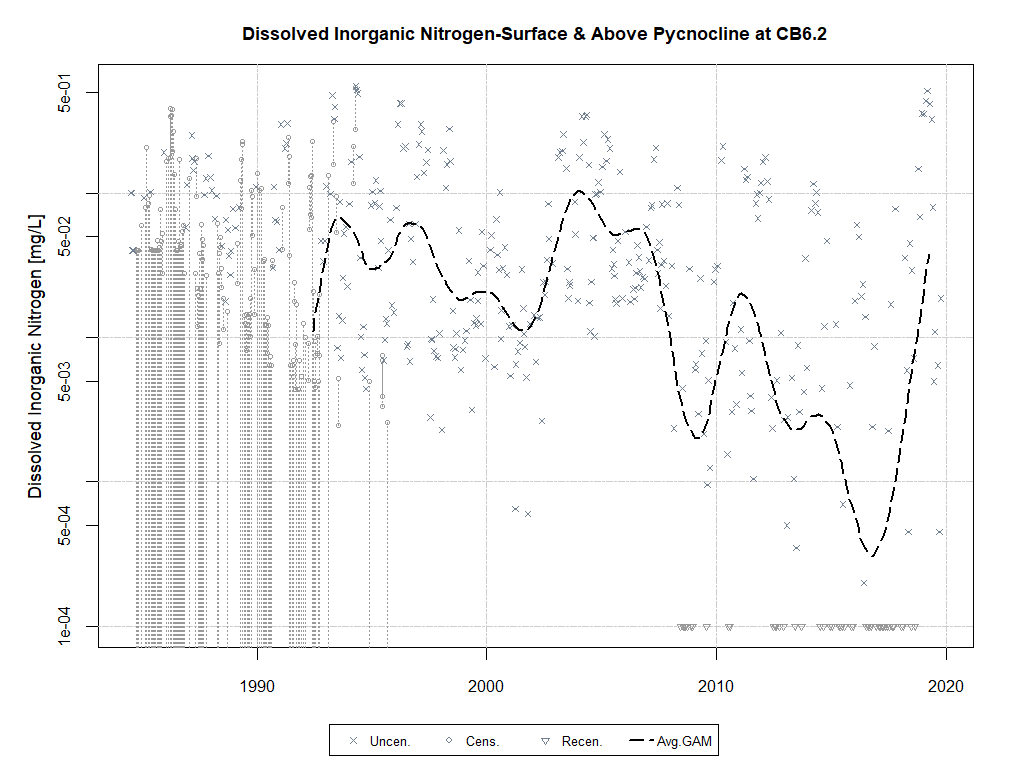 Dissolved Inorganic Nitrogen-Surface & Above Pycnocline at CB6.2
Dissolved Inorganic Nitrogen [mg/L]
5e-01
5e-02
5e-03
5e-04
1e-04
1990 2000 2010 2020
Uncen. Cens. Recen. Avg.GAM